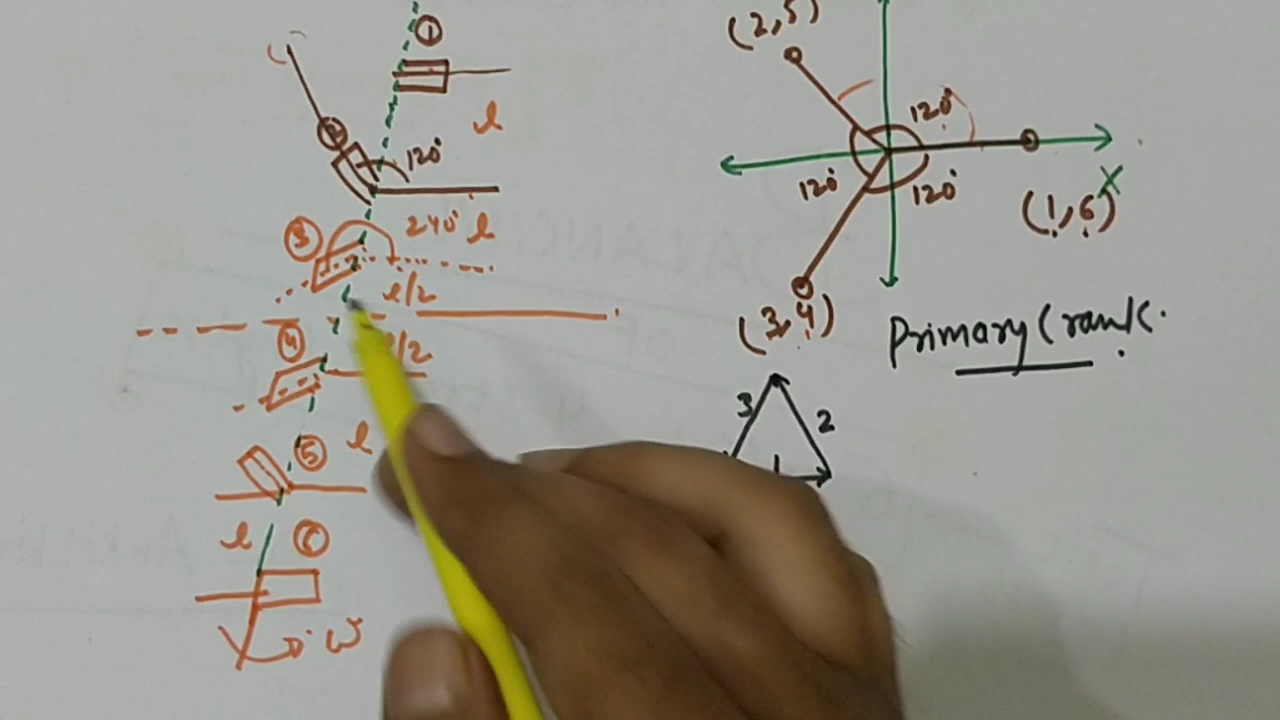 1
l
2
120°
3
240° l
l/2
4
l/2
5
l
l
6
ω
(2,5)
120°
120°
120°
X
(1,6)
(3,4)
Primary Crank.
3
2
1